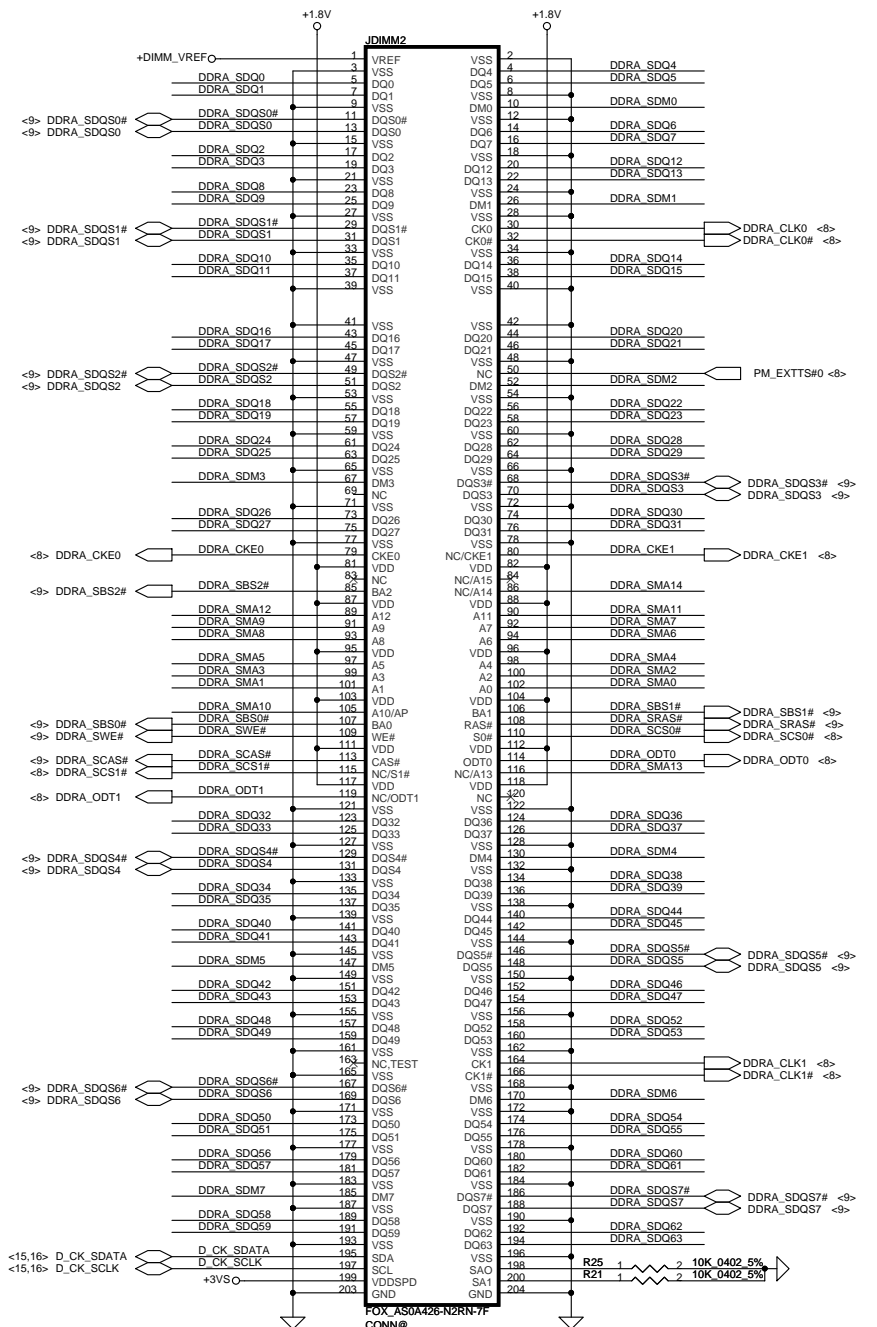 +1.8V +1.8V
JDIMM2
+DIMM_VREF 1 VREF VSS 2
3 VSS DQ4 4 DDRA_SDQ4
DDRA_SDQ0 5 DQ0 DQ5 6 DDRA_SDQ5
DDRA_SDQ1 7 DQ1 VSS 8
9 VSS DM0 10 DDRA_SDM0
<9> DDRA_SDQS0# DDRA_SDQS0# 11 DQS0# VSS 12
<9> DDRA_SDQS0 DDRA_SDQS0 13 DQS0 DQ6 14 DDRA_SDQ6
15 VSS DQ7 16 DDRA_SDQ7
DDRA_SDQ2 17 DQ2 VSS 18
DDRA_SDQ3 19 DQ3 DQ12 20 DDRA_SDQ12
21 VSS DQ13 22 DDRA_SDQ13
DDRA_SDQ8 23 DQ8 VSS 24
DDRA_SDQ9 25 DQ9 DM1 26 DDRA_SDM1
27 VSS VSS 28
<9> DDRA_SDQS1# DDRA_SDQS1# 29 DQS1# CK0 30 DDRA_CLK0 <8>
<9> DDRA_SDQS1 DDRA_SDQS1 31 DQS1 CK0# 32 DDRA_CLK0# <8>
33 VSS VSS 34
DDRA_SDQ10 35 DQ10 DQ14 36 DDRA_SDQ14
DDRA_SDQ11 37 DQ11 DQ15 38 DDRA_SDQ15
39 VSS VSS 40
41 VSS VSS 42
DDRA_SDQ16 43 DQ16 DQ20 44 DDRA_SDQ20
DDRA_SDQ17 45 DQ17 DQ21 46 DDRA_SDQ21
47 VSS VSS 48
<9> DDRA_SDQS2# DDRA_SDQS2# 49 DQS2# NC 50 PM_EXTTS#0 <8>
<9> DDRA_SDQS2 DDRA_SDQS2 51 DQS2 DM2 52 DDRA_SDM2
53 VSS VSS 54
DDRA_SDQ18 55 DQ18 DQ22 56 DDRA_SDQ22
DDRA_SDQ19 57 DQ19 DQ23 58 DDRA_SDQ23
59 VSS VSS 60
DDRA_SDQ24 61 DQ24 DQ28 62 DDRA_SDQ28
DDRA_SDQ25 63 DQ25 DQ29 64 DDRA_SDQ29
65 VSS VSS 66
DDRA_SDM3 67 DM3 DQS3# 68 DDRA_SDQS3# DDRA_SDQS3# <9>
69 NC DQS3 70 DDRA_SDQS3 DDRA_SDQS3 <9>
71 VSS VSS 72
DDRA_SDQ26 73 DQ26 DQ30 74 DDRA_SDQ30
DDRA_SDQ27 75 DQ27 DQ31 76 DDRA_SDQ31
77 VSS VSS 78
<8> DDRA_CKE0 DDRA_CKE0 79 CKE0 NC/CKE1 80 DDRA_CKE1 DDRA_CKE1 <8>
81 VDD VDD 82
83 NC NC/A15 84
<9> DDRA_SBS2# DDRA_SBS2# 85 BA2 NC/A14 86 DDRA_SMA14
87 VDD VDD 88
DDRA_SMA12 89 A12 A11 90 DDRA_SMA11
DDRA_SMA9 91 A9 A7 92 DDRA_SMA7
DDRA_SMA8 93 A8 A6 94 DDRA_SMA6
95 VDD VDD 96
DDRA_SMA5 97 A5 A4 98 DDRA_SMA4
DDRA_SMA3 99 A3 A2 100 DDRA_SMA2
DDRA_SMA1 101 A1 A0 102 DDRA_SMA0
103 VDD VDD 104
DDRA_SMA10 105 A10/AP BA1 106 DDRA_SBS1# DDRA_SBS1# <9>
<9> DDRA_SBS0# DDRA_SBS0# 107 BA0 RAS# 108 DDRA_SRAS# DDRA_SRAS# <9>
<9> DDRA_SWE# DDRA_SWE# 109 WE# S0# 110 DDRA_SCS0# DDRA_SCS0# <8>
111 VDD VDD 112
<9> DDRA_SCAS# DDRA_SCAS# 113 CAS# ODT0 114 DDRA_ODT0 DDRA_ODT0 <8>
<8> DDRA_SCS1# DDRA_SCS1# 115 NC/S1# NC/A13 116 DDRA_SMA13
117 VDD VDD 118
<8> DDRA_ODT1 DDRA_ODT1 119 NC/ODT1 NC 120
121 VSS VSS 122
DDRA_SDQ32 123 DQ32 DQ36 124 DDRA_SDQ36
DDRA_SDQ33 125 DQ33 DQ37 126 DDRA_SDQ37
127 VSS VSS 128
<9> DDRA_SDQS4# DDRA_SDQS4# 129 DQS4# DM4 130 DDRA_SDM4
<9> DDRA_SDQS4 DDRA_SDQS4 131 DQS4 VSS 132
133 VSS DQ38 134 DDRA_SDQ38
DDRA_SDQ34 135 DQ34 DQ39 136 DDRA_SDQ39
DDRA_SDQ35 137 DQ35 VSS 138
139 VSS DQ44 140 DDRA_SDQ44
DDRA_SDQ40 141 DQ40 DQ45 142 DDRA_SDQ45
DDRA_SDQ41 143 DQ41 VSS 144
145 VSS DQS5# 146 DDRA_SDQS5# DDRA_SDQS5# <9>
DDRA_SDM5 147 DM5 DQS5 148 DDRA_SDQS5 DDRA_SDQS5 <9>
149 VSS VSS 150
DDRA_SDQ42 151 DQ42 DQ46 152 DDRA_SDQ46
DDRA_SDQ43 153 DQ43 DQ47 154 DDRA_SDQ47
155 VSS VSS 156
DDRA_SDQ48 157 DQ48 DQ52 158 DDRA_SDQ52
DDRA_SDQ49 159 DQ49 DQ53 160 DDRA_SDQ53
161 VSS VSS 162
163 NC,TEST CK1 164 DDRA_CLK1 <8>
165 VSS CK1# 166 DDRA_CLK1# <8>
<9> DDRA_SDQS6# DDRA_SDQS6# 167 DQS6# VSS 168
<9> DDRA_SDQS6 DDRA_SDQS6 169 DQS6 DM6 170 DDRA_SDM6
171 VSS VSS 172
DDRA_SDQ50 173 DQ50 DQ54 174 DDRA_SDQ54
DDRA_SDQ51 175 DQ51 DQ55 176 DDRA_SDQ55
177 VSS VSS 178
DDRA_SDQ56 179 DQ56 DQ60 180 DDRA_SDQ60
DDRA_SDQ57 181 DQ57 DQ61 182 DDRA_SDQ61
183 VSS VSS 184
DDRA_SDM7 185 DM7 DQS7# 186 DDRA_SDQS7# DDRA_SDQS7# <9>
187 VSS DQS7 188 DDRA_SDQS7 DDRA_SDQS7 <9>
DDRA_SDQ58 189 DQ58 VSS 190
DDRA_SDQ59 191 DQ59 DQ62 192 DDRA_SDQ62
193 VSS DQ63 194 DDRA_SDQ63
<15,16> D_CK_SDATA D_CK_SDATA 195 SDA VSS 196
<15,16> D_CK_SCLK D_CK_SCLK 197 SCL SAO 198 R25 1 2 10K_0402_5%
+3VS 199 VDDSPD SA1 200 R21 1 2 10K_0402_5%
203 GND GND 204
FOX_AS0A426-N2RN-7F
CONN@